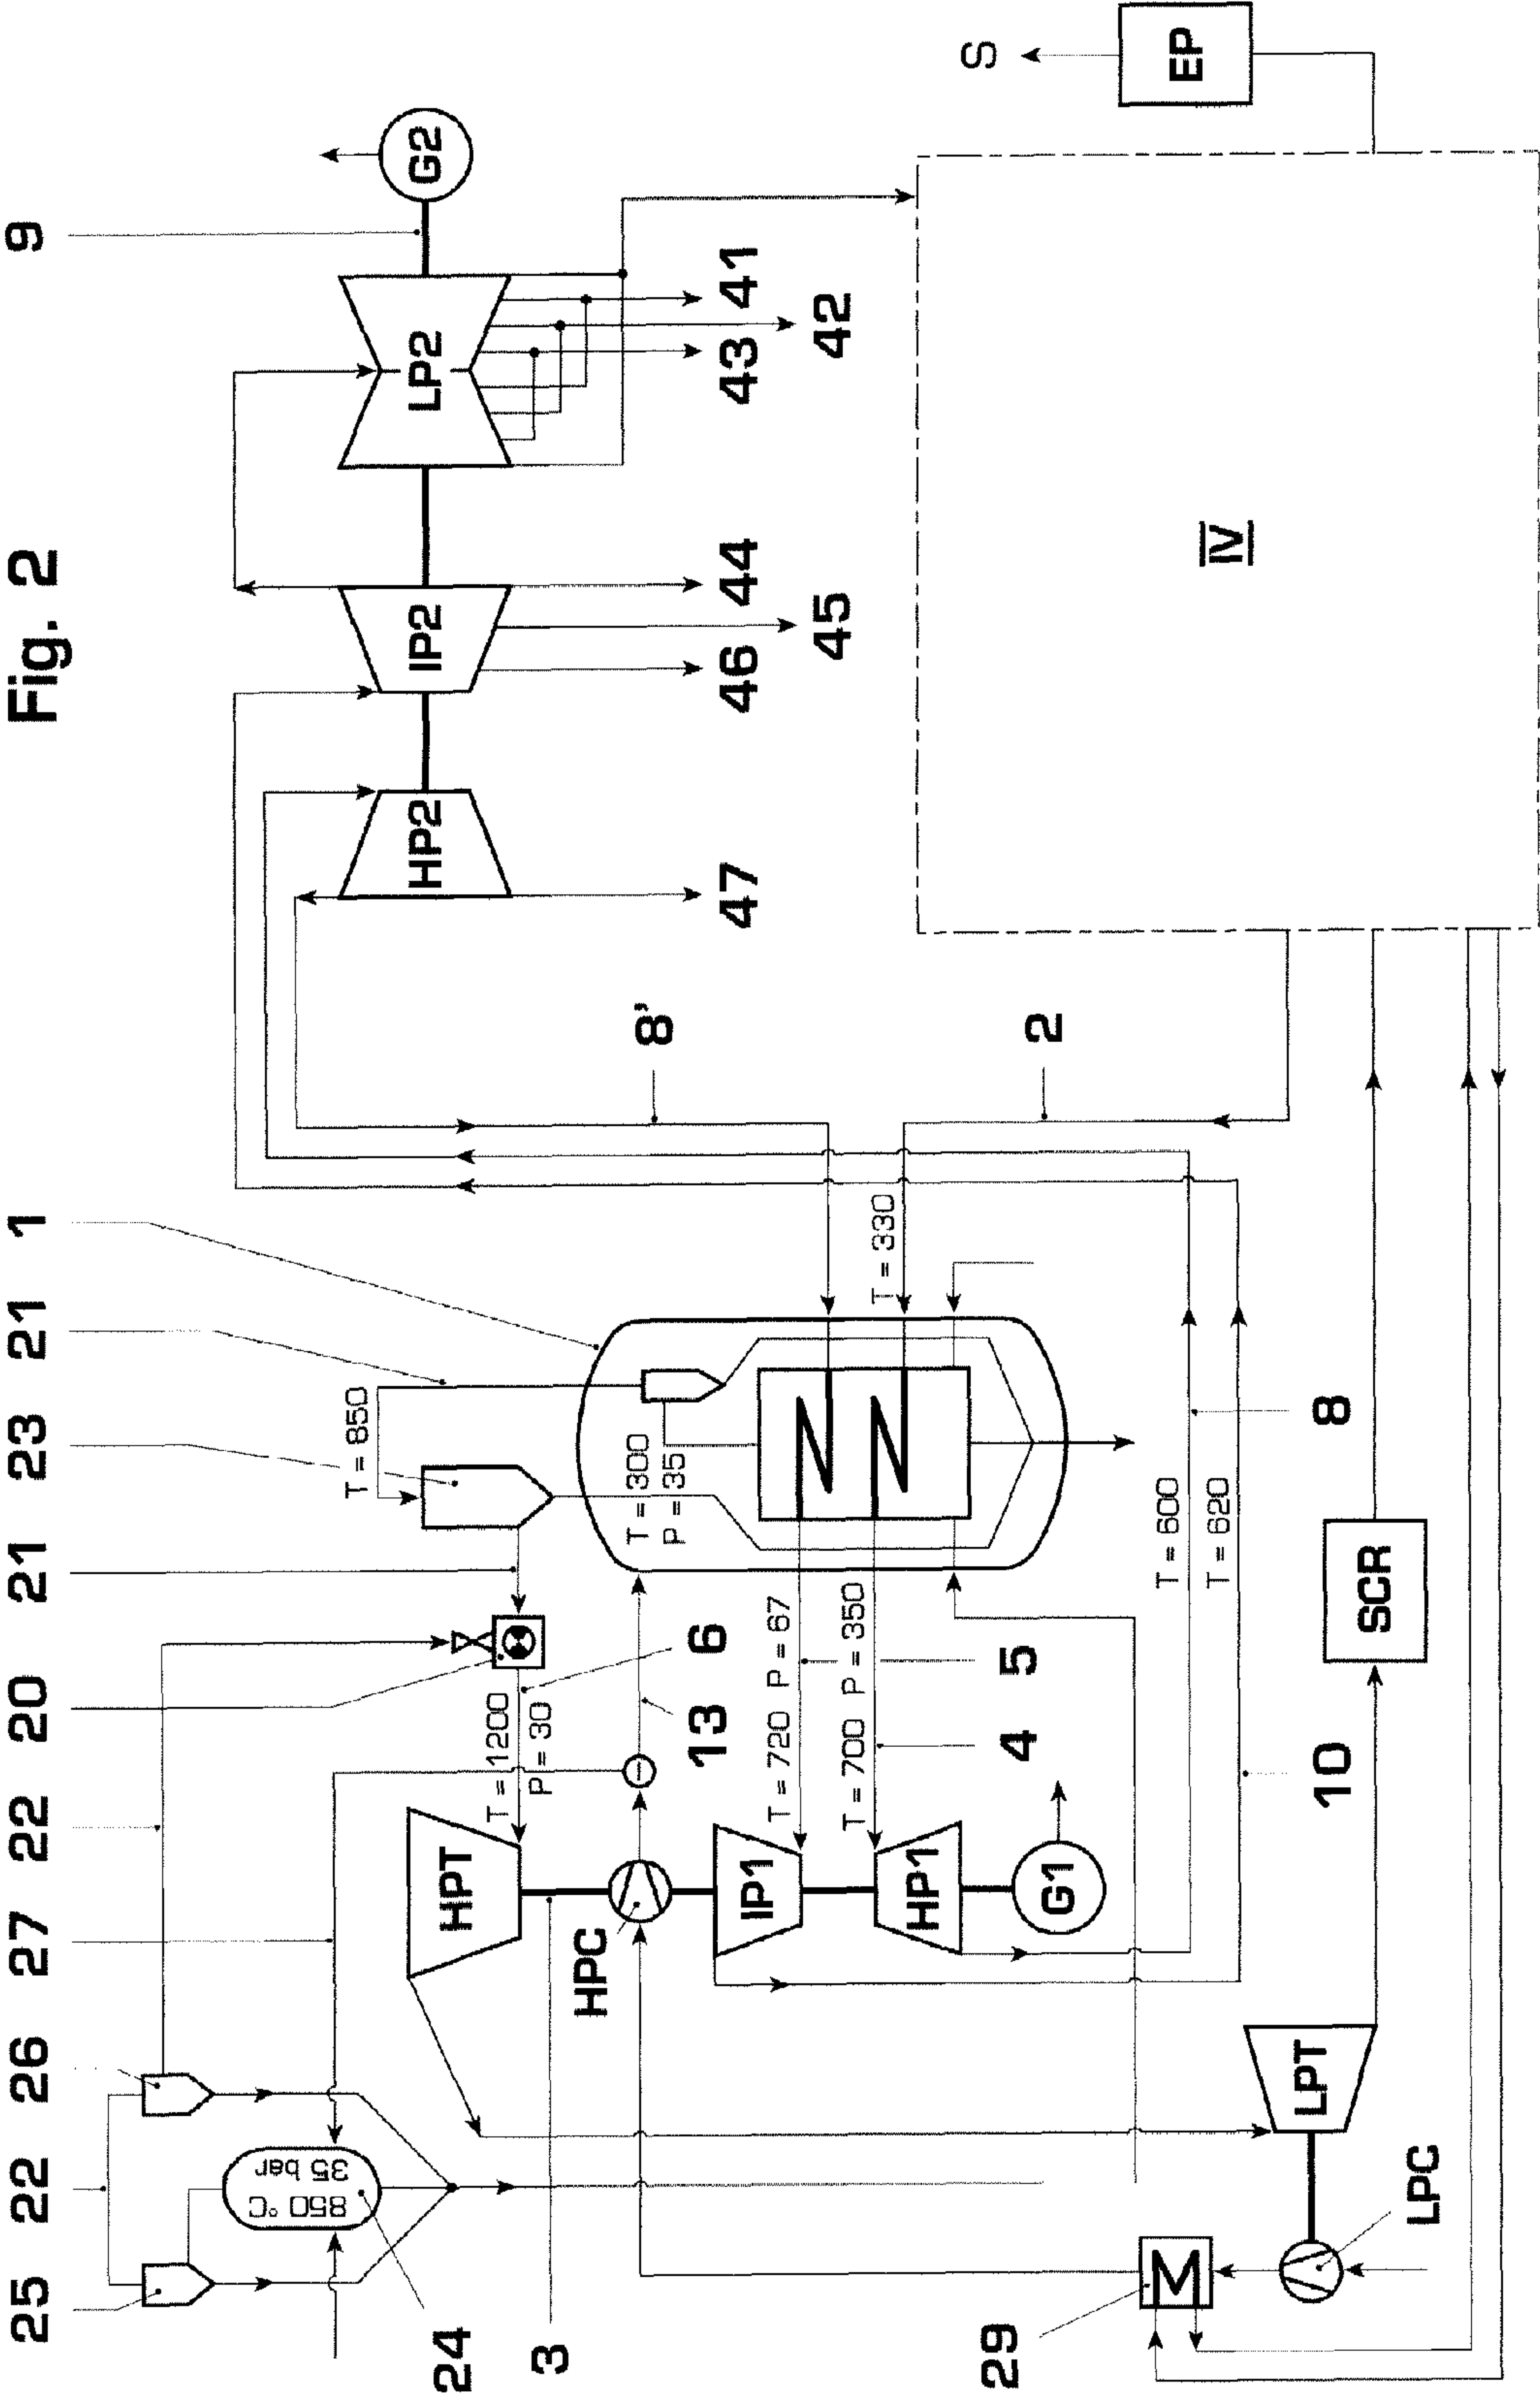 Fig. 2
25
22
26
27
22
20
21
23
21
1
9
850 °C
35 bar
24
3
HPT
HPC
T = 1200
P = 30
6
13
T = 850
T = 300
P = 35
IP1
HP1
G1
T = 720 P = 67
T = 700 P = 350
5
4
T = 330
8'
2
HP2
IP2
LP2
G2
47
46
45
44
43
42
41
29
LPC
LPT
SCR
10
8
T = 600
T = 620
IV
EP
S